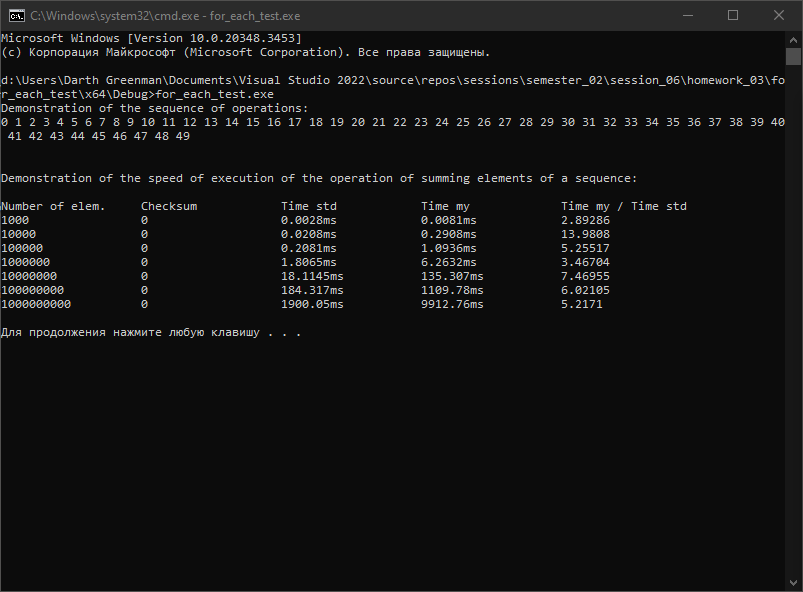 C:\Windows\system32\cmd.exe - for_each_test.exe
Microsoft Windows [Version 10.0.20348.3453]
(c) Корпорация Майкрософт (Microsoft Corporation). Все права защищены.
d:\Users\Darth Greenman\Documents\Visual Studio 2022\source\repos\sessions\semester_02\session_06\homework_03\fo
r_each_test\x64\Debug>for_each_test.exe
Demonstration of the sequence of operations:
0 1 2 3 4 5 6 7 8 9 10 11 12 13 14 15 16 17 18 19 20 21 22 23 24 25 26 27 28 29 30 31 32 33 34 35 36 37 38 39 40
41 42 43 44 45 46 47 48 49
Demonstration of the speed of execution of the operation of summing elements of a sequence:
Number of elem. Checksum Time std Time my Time my / Time std
1000 0 0.0028ms 0.0081ms 2.89286
10000 0 0.0208ms 0.2908ms 13.9808
100000 0 0.2081ms 1.0936ms 5.25517
1000000 0 1.8065ms 6.2632ms 3.46704
10000000 0 18.1145ms 135.307ms 7.46955
100000000 0 184.317ms 1109.78ms 6.02105
1000000000 0 1900.05ms 9912.76ms 5.2171
Для продолжения нажмите любую клавишу . . .